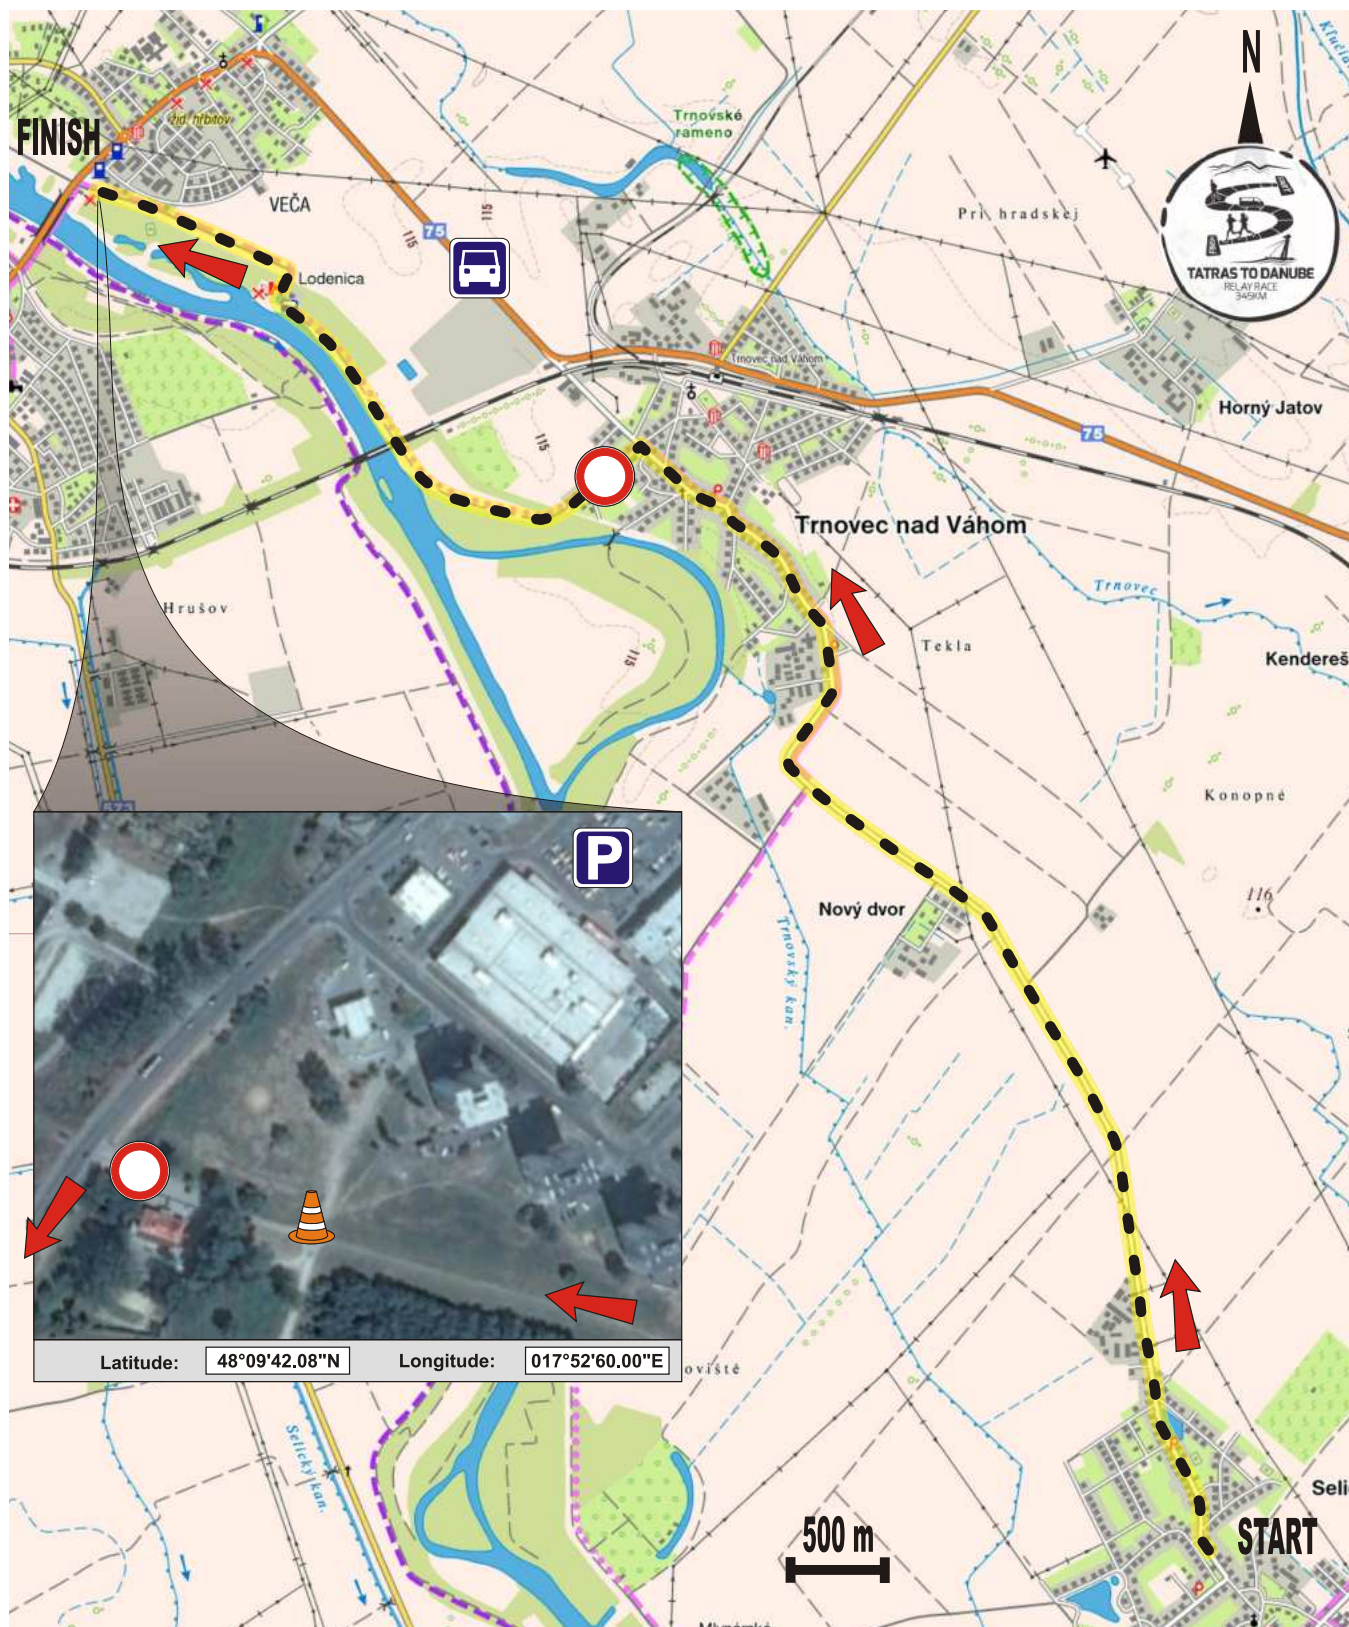 N
Kľučia
Trnovské
rameno
FINISH
žid. hřbitov
VEČA
75
115
115
Pri hradskej
TATRAS TO DANUBE
RELAY RACE
345KM
Lodenica
Trnovec nad Váhom
Horný Jatov
75
115
Trnovec nad Váhom
Trnovec
Hrušov
115
Tekla
Kendereš
573
Konopné
P
116
Nový dvor
Trnovský kan.
Latitude:
48°09'42.08"N
Longitude:
017°52'60.00"E
oviště
Selický kan.
Seli
500 m
START